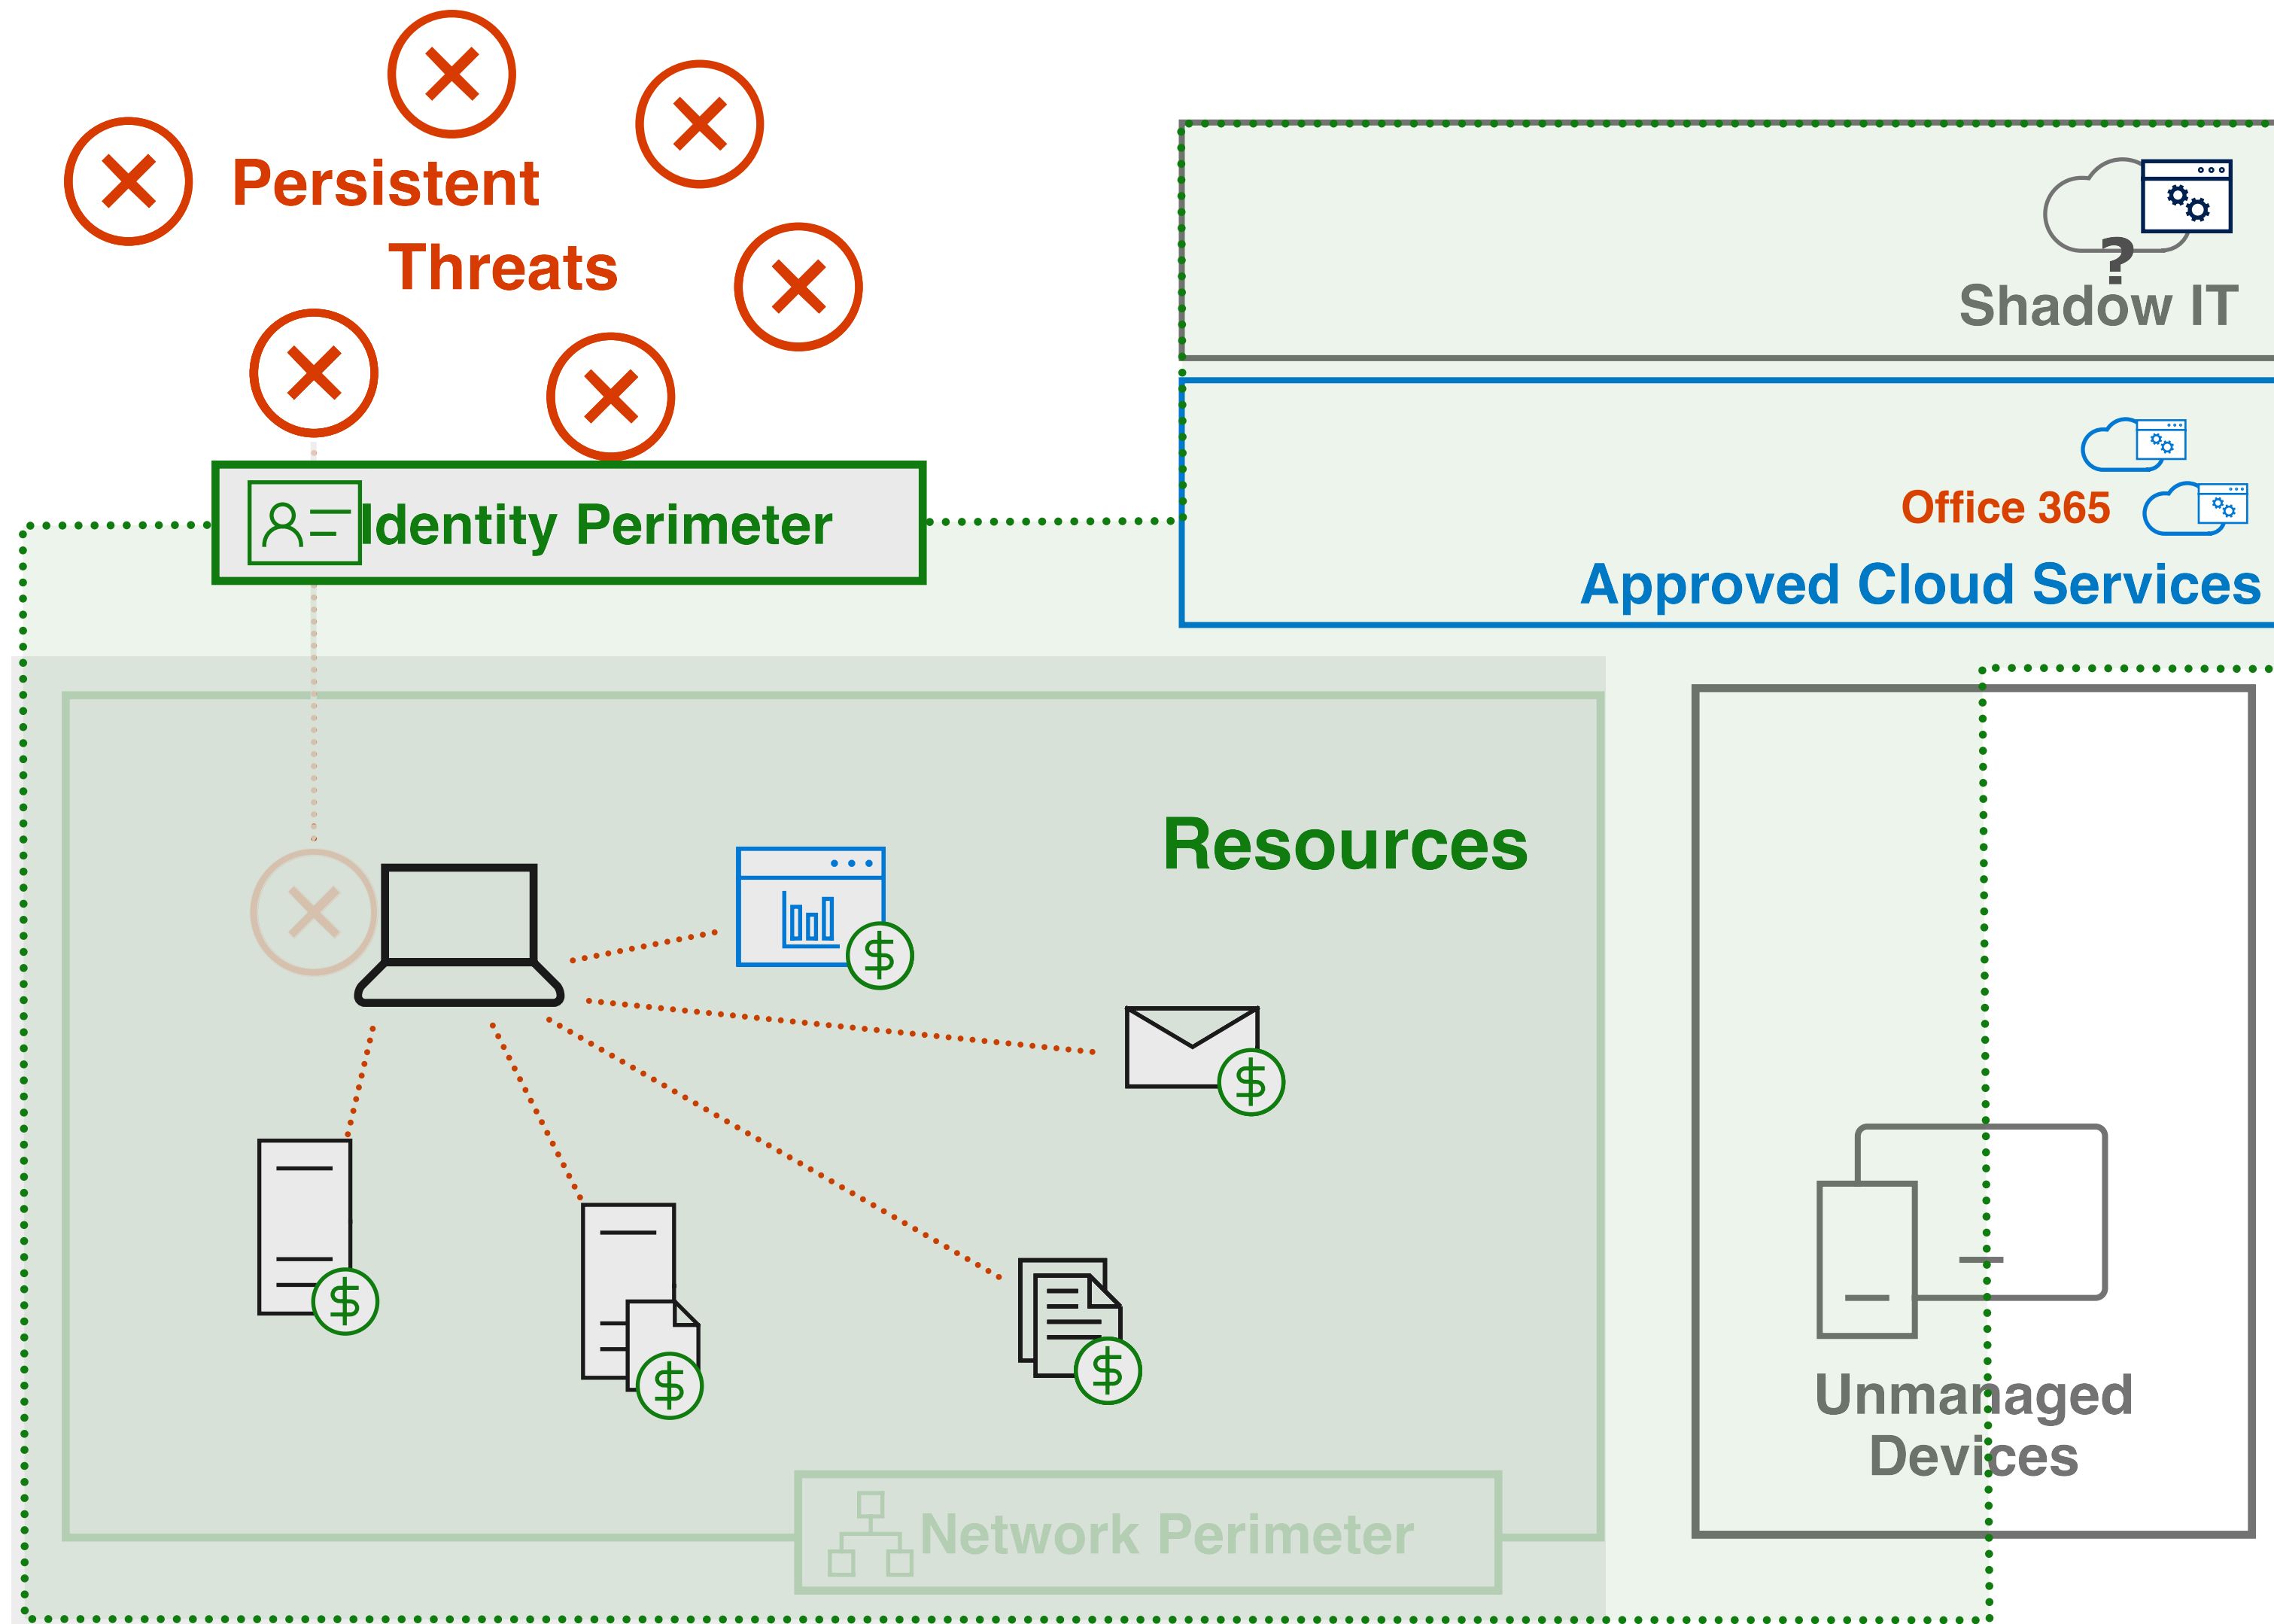 Persistent
Threats
?
Shadow IT
Office 365
Identity Perimeter
Approved Cloud Services
Resources
$
$
$
$
$
Unmanaged
Devices
Network Perimeter